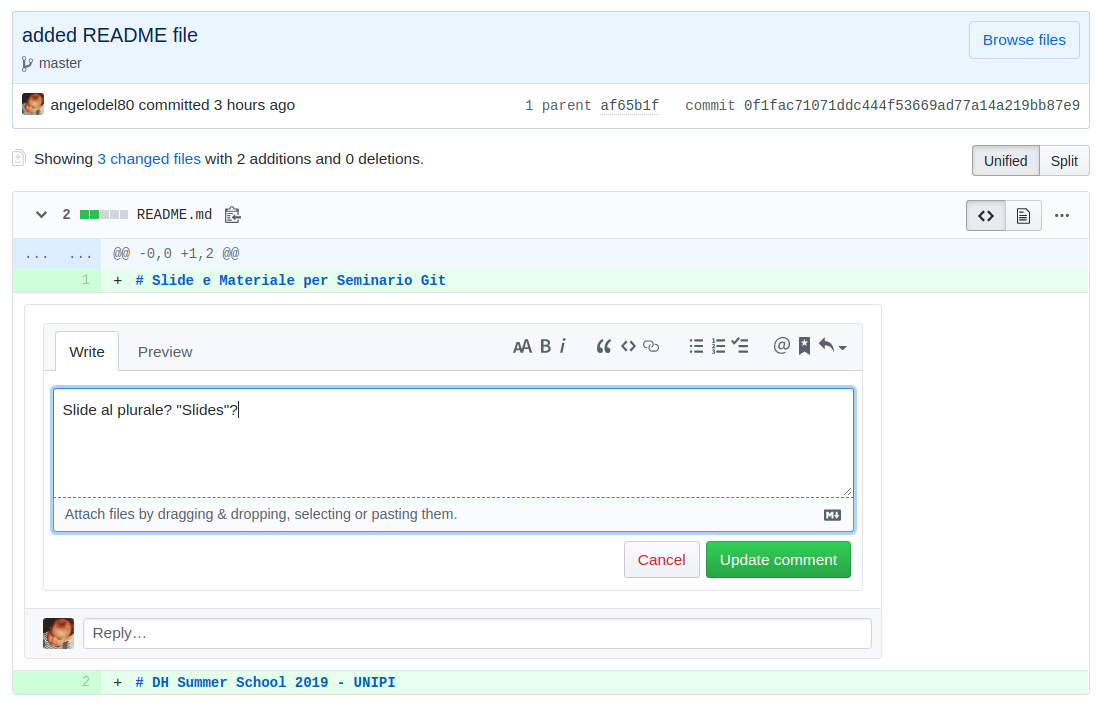 added README file
Browse files
master
angelodel80 committed 3 hours ago 1 parent af65b1f commit 0f1fac71071ddc444f53669ad77a14a219bb87e9
Showing 3 changed files with 2 additions and 0 deletions.
Unified Split
2 README.md
... ... @@ -0,0 +1,2 @@
1 + # Slide e Materiale per Seminario Git
Write Preview AA B i
Slide al plurale? "Slides"?
Attach files by dragging & dropping, selecting or pasting them.
Cancel Update comment
Reply…
2 + # DH Summer School 2019 - UNIPI